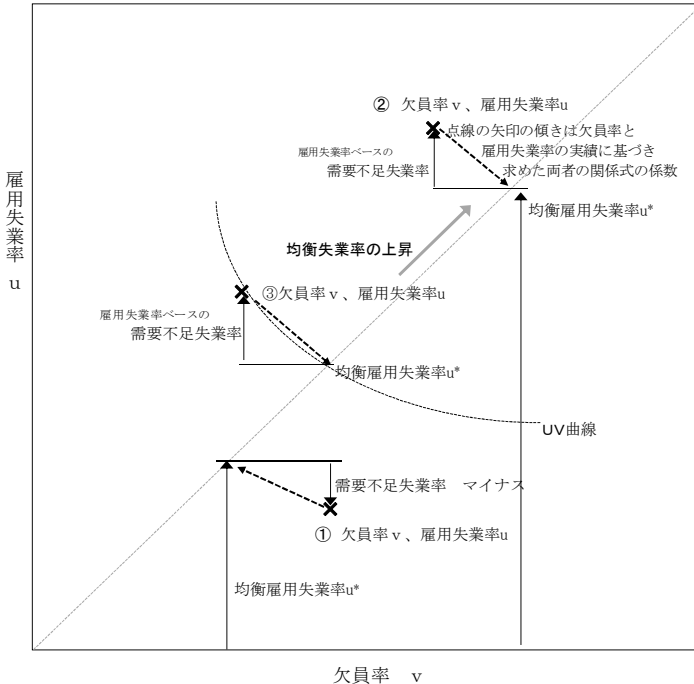 ② 欠員率ｖ、雇用失業率u
点線の矢印の傾きは欠員率と
雇用失業率の実績に基づき
求めた両者の関係式の係数
雇用失業率ベースの
需要不足失業率
均衡雇用失業率u*
均衡失業率の上昇
③欠員率ｖ、雇用失業率u
雇用失業率ベースの
需要不足失業率
均衡雇用失業率u*
UV曲線
需要不足失業率　マイナス
① 欠員率ｖ、雇用失業率u
均衡雇用失業率u*
雇用失業率　u
欠員率　ｖ